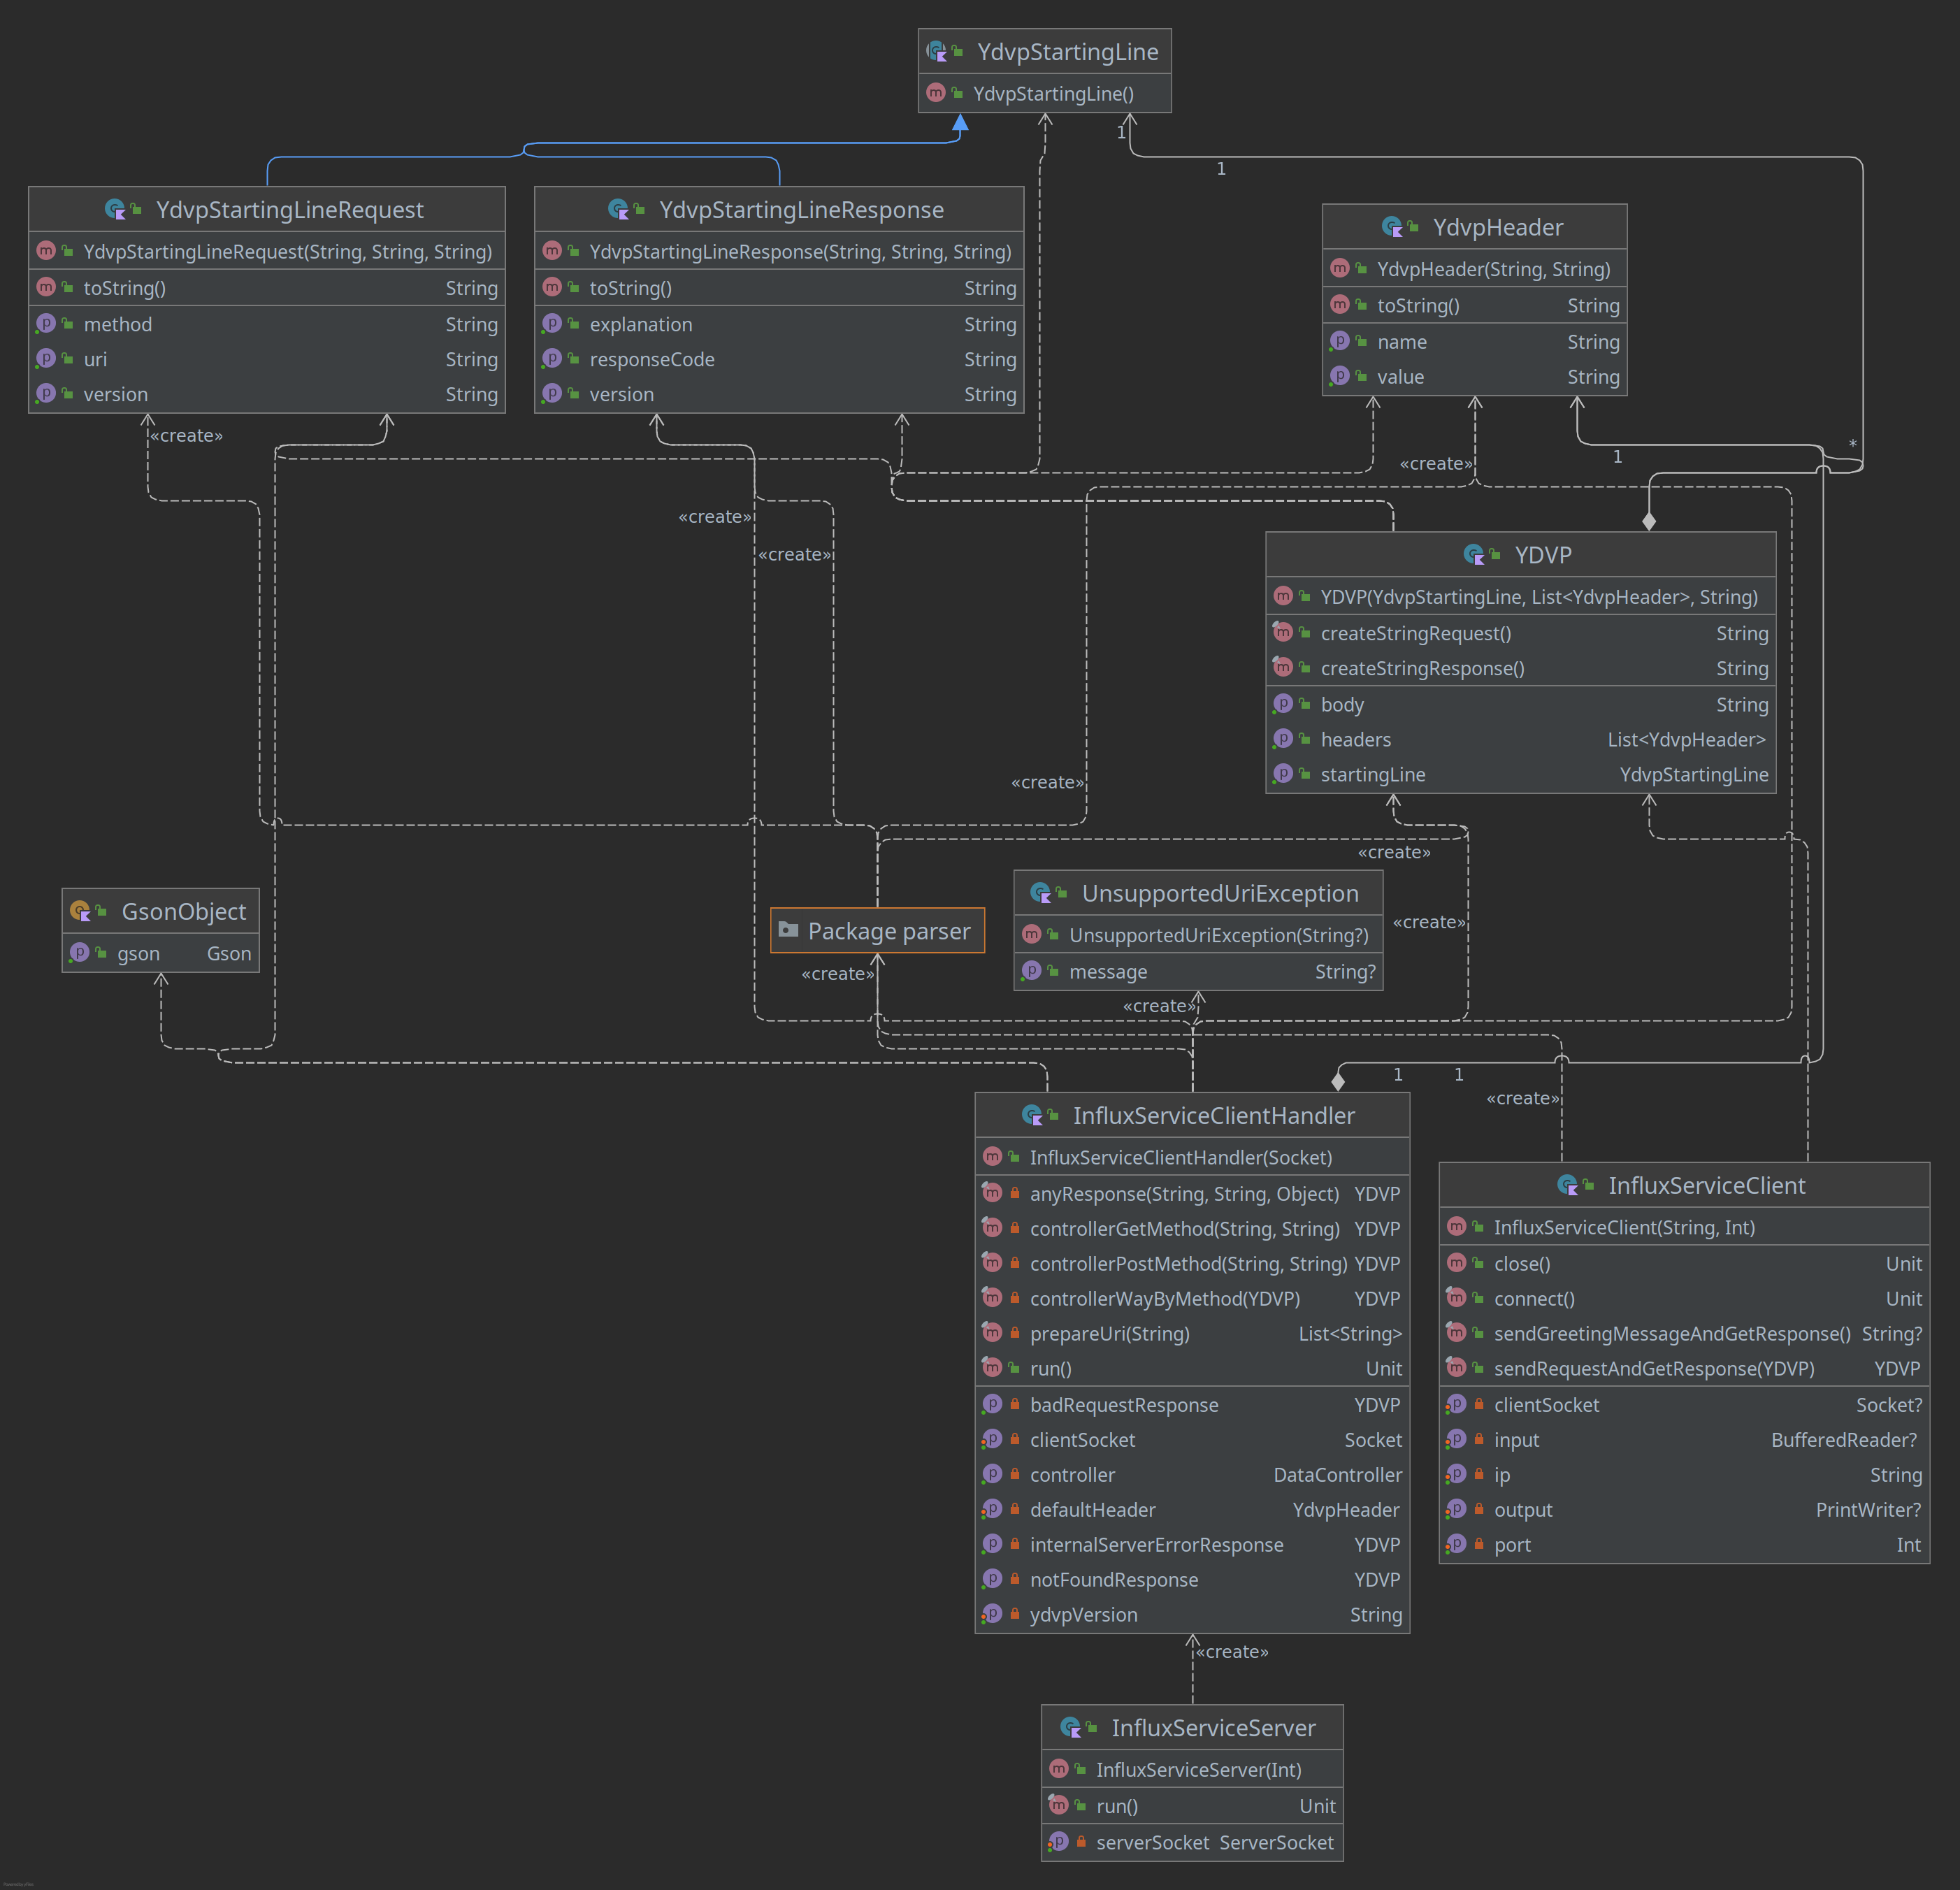 YdvpStartingLine
YdvpStartingLine()
1
1
YdvpStartingLineRequest
YdvpStartingLineRequest(String, String, String)
toString() String
method String
uri String
version String
YdvpStartingLineResponse
YdvpStartingLineResponse(String, String, String)
toString() String
explanation String
responseCode String
version String
YdvpHeader
YdvpHeader(String, String)
toString() String
name String
value String
«create»
«create»
1
*
«create»
«create»
YDVP
YDVP(YdvpStartingLine, List<YdvpHeader>, String)
createStringRequest() String
createStringResponse() String
body String
headers List<YdvpHeader>
startingLine YdvpStartingLine
«create»
«create»
GsonObject
gson Gson
Package parser
UnsupportedUriException
UnsupportedUriException(String?)
message String?
«create»
«create»
«create»
1
1
«create»
InfluxServiceClientHandler
InfluxServiceClientHandler(Socket)
anyResponse(String, String, Object) YDVP
controllerGetMethod(String, String) YDVP
controllerPostMethod(String, String) YDVP
controllerWayByMethod(YDVP) YDVP
prepareUri(String) List<String>
run() Unit
badRequestResponse YDVP
clientSocket Socket
controller DataController
defaultHeader YdvpHeader
internalServerErrorResponse YDVP
notFoundResponse YDVP
ydvpVersion String
InfluxServiceClient
InfluxServiceClient(String, Int)
close() Unit
connect() Unit
sendGreetingMessageAndGetResponse() String?
sendRequestAndGetResponse(YDVP) YDVP
clientSocket Socket?
input BufferedReader?
ip String
output PrintWriter?
port Int
«create»
InfluxServiceServer
InfluxServiceServer(Int)
run() Unit
serverSocket ServerSocket